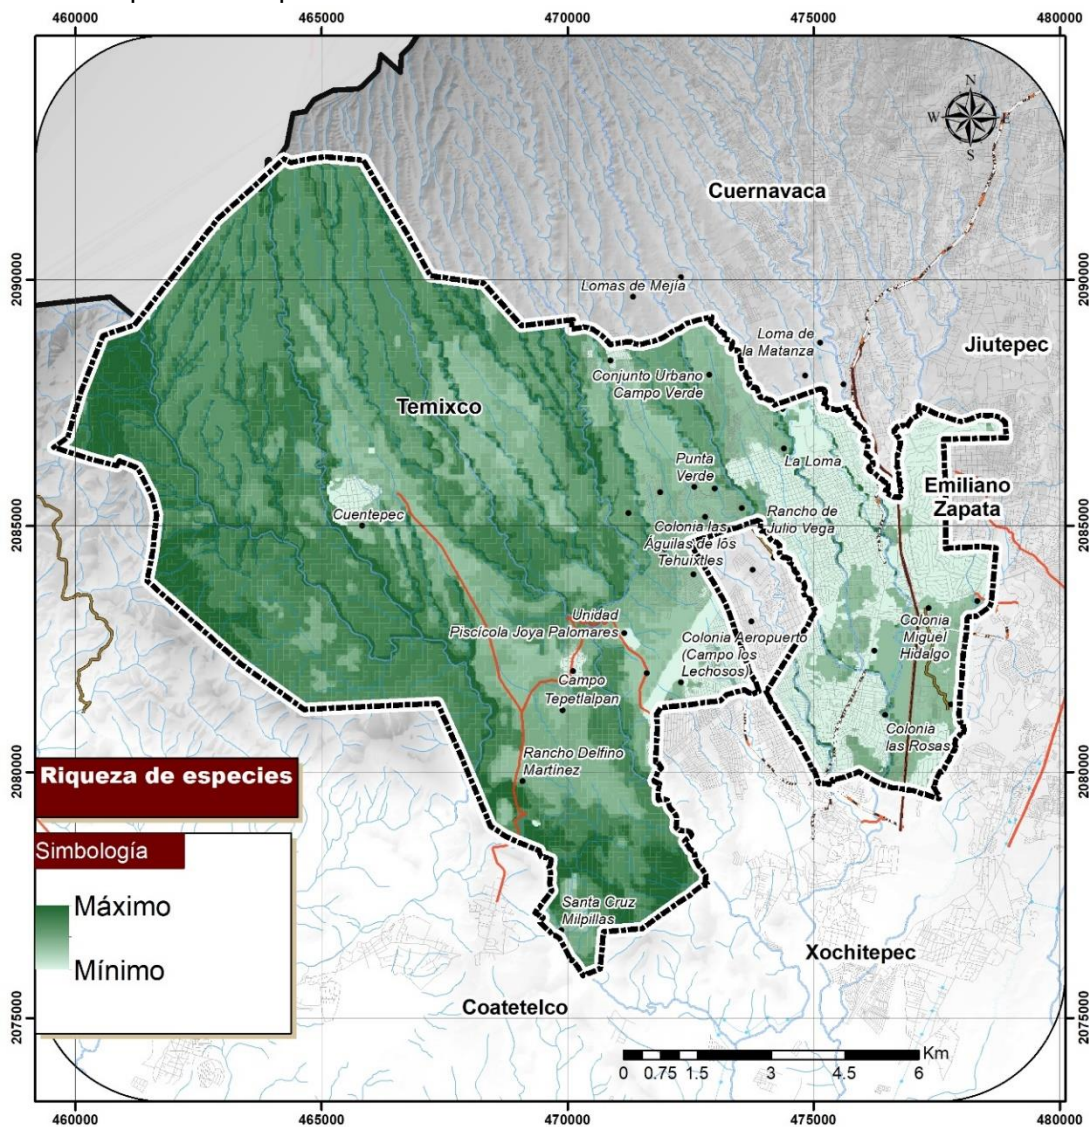 460000
465000
470000
475000
480000
N
W
E
S
Cuernavaca
2090000
2090000
Lomas de Mejía
Loma de
la Matanza
Jiutepec
Conjunto Urbano
Campo Verde
Temixco
La Loma
Punta
Verde
Emiliano
Zapata
Cuentepec
2085000
2085000
Rancho de
Julio Vega
Colonia las
Águilas de los
Tehuixtles
Unidad
Piscícola Joya Palomares
Colonia Aeropuerto
(Campo los
Lechosos)
Colonia
Miguel
Hidalgo
Campo
Tepetlalpan
Colonia
las Rosas
Rancho Delfino
Martínez
2080000
2080000
Riqueza de especies
Simbología
Máximo
Mínimo
Santa Cruz
Milpillas
Xochitepec
Coatetelco
2075000
2075000
Km
0 0.75 1.5 3 4.5 6
460000
465000
470000
475000
480000